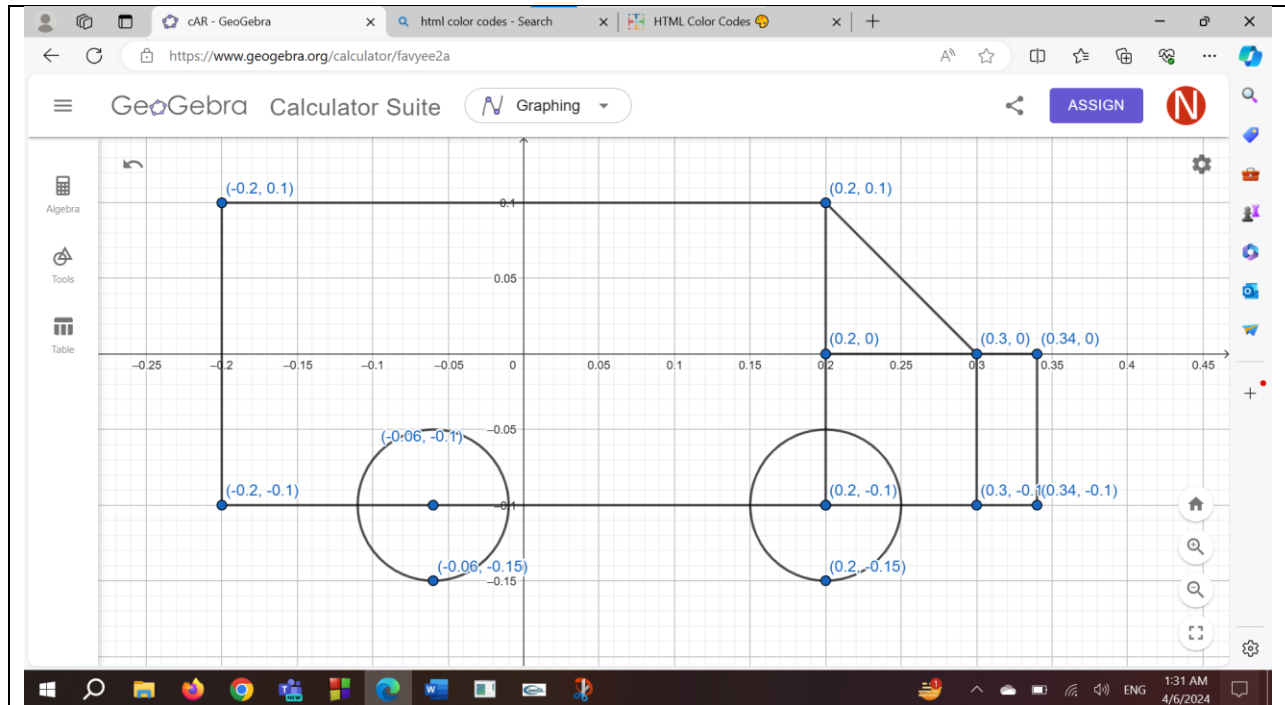 cAR - GeoGebra
html color codes - Search
HTML Color Codes
https://www.geogebra.org/calculator/favyee2a
GeoGebra Calculator Suite
Graphing
ASSIGN
N
Algebra
Tools
Table
(-0.2, 0.1)
(0.2, 0.1)
0.1
0.05
(0.2, 0)
(0.3, 0)
(0.34, 0)
−0.25 −0.2 −0.15 −0.1 −0.05 0 0.05 0.1 0.15 0.2 0.25 0.3 0.35 0.4 0.45
(-0.06, -0.1)
−0.05
(-0.2, -0.1)
(0.2, -0.1)
(0.3, -0.1)
(0.34, -0.1)
−0.1
(-0.06, -0.15)
(0.2, -0.15)
−0.15
NEW
1
ENG
1:31 AM
4/6/2024